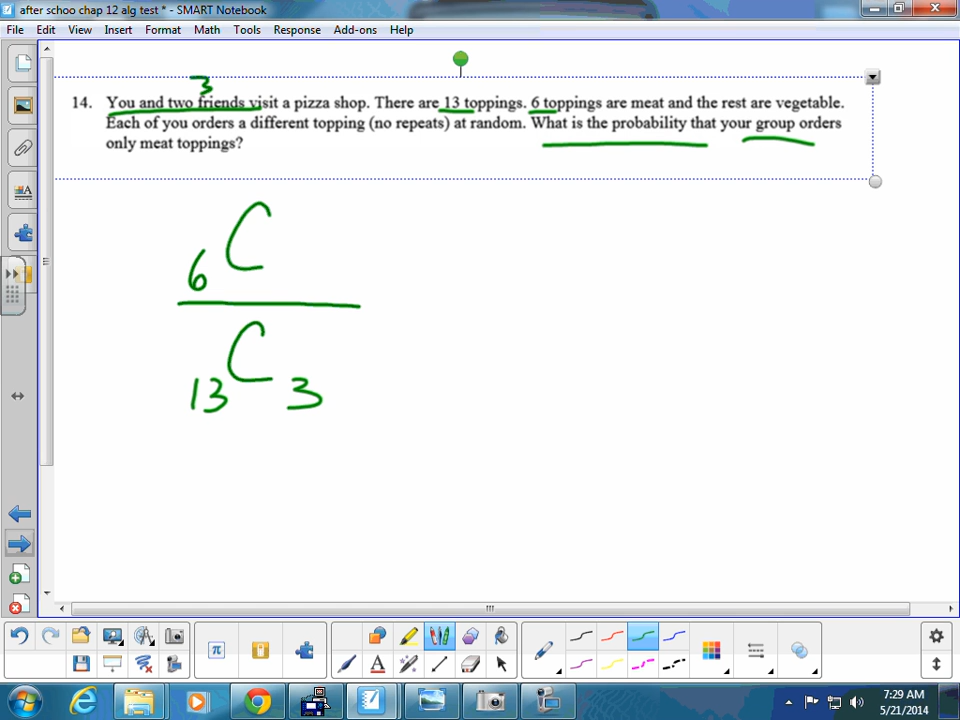 after schoo chap 12 alg test * - SMART Notebook
File Edit View Insert Format Math Tools Response Add-ons Help
3
14. You and two friends visit a pizza shop. There are 13 toppings. 6 toppings are meat and the rest are vegetable.
Each of you orders a different topping (no repeats) at random. What is the probability that your group orders
only meat toppings?
6 C
13 C 3
7:29 AM
5/21/2014